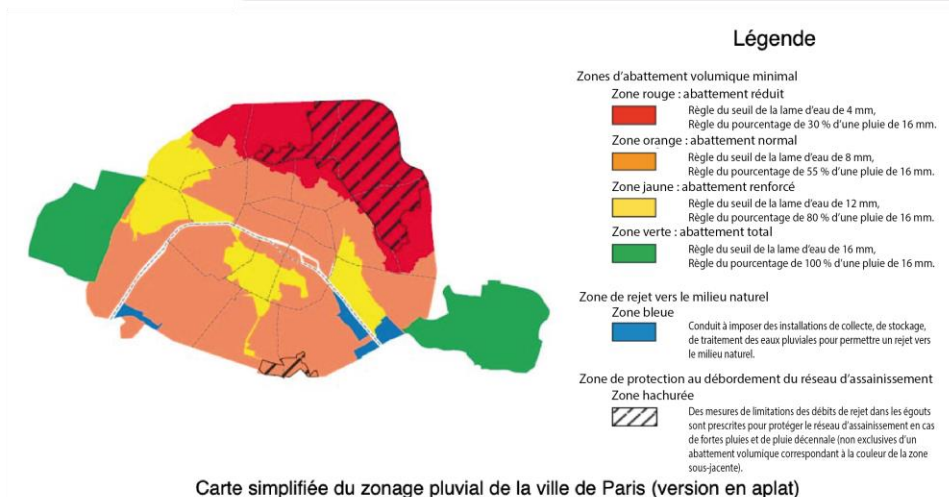 Légende
Zones d'abattement volumique minimal
Zone rouge : abattement réduit
Règle du seuil de la lame d'eau de 4 mm,
Règle du pourcentage de 30 % d'une pluie de 16 mm.
Zone orange : abattement normal
Règle du seuil de la lame d'eau de 8 mm,
Règle du pourcentage de 55 % d'une pluie de 16 mm.
Zone jaune : abattement renforcé
Règle du seuil de la lame d'eau de 12 mm,
Règle du pourcentage de 80 % d'une pluie de 16 mm.
Zone verte : abattement total
Règle du seuil de la lame d'eau de 16 mm,
Règle du pourcentage de 100 % d'une pluie de 16 mm.
Zone de rejet vers le milieu naturel
Zone bleue
Conduit à imposer des installations de collecte, de stockage,
de traitement des eaux pluviales pour permettre un rejet vers
le milieu naturel.
Zone de protection au débordement du réseau d'assainissement
Zone hachurée
Des mesures de limitations des débits de rejet dans les égouts
sont prescrites pour protéger le réseau d'assainissement en cas
de fortes pluies et de pluie décennale (non exclusives d'un
abattement volumique correspondant à la couleur de la zone
sous-jacente).
Carte simplifiée du zonage pluvial de la ville de Paris (version en aplat)